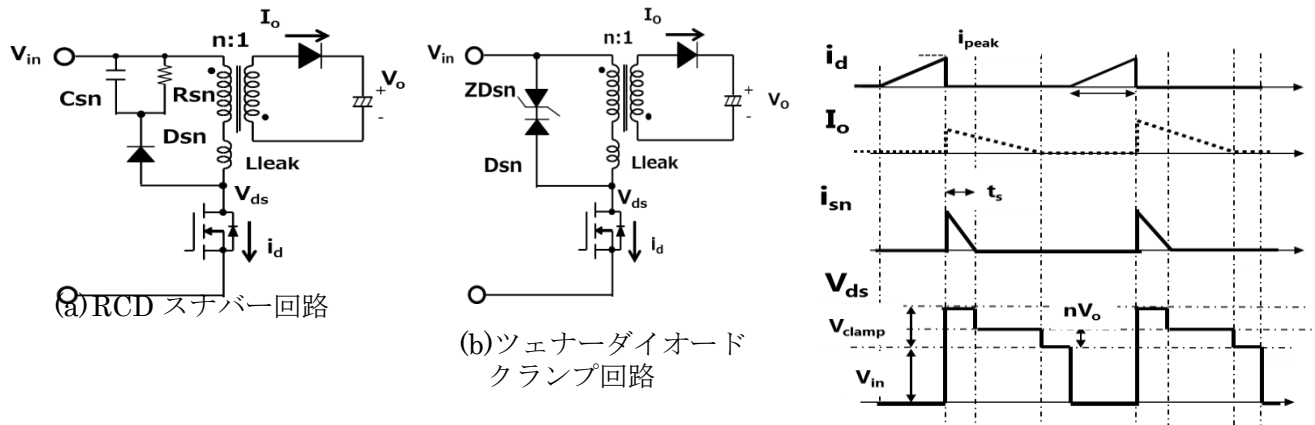 Vin
n:1
Io
Csn
Rsn
Dsn
Lleak
Vds
id
+
Vo
-
(a)RCD スナバー回路
Vin
n:1
Io
ZDsn
Dsn
Lleak
Vds
id
+
Vo
-
(b)ツェナーダイオード
クランプ回路
id
ipeak
Io
isn
ts
Vds
Vclamp
nVo
Vin